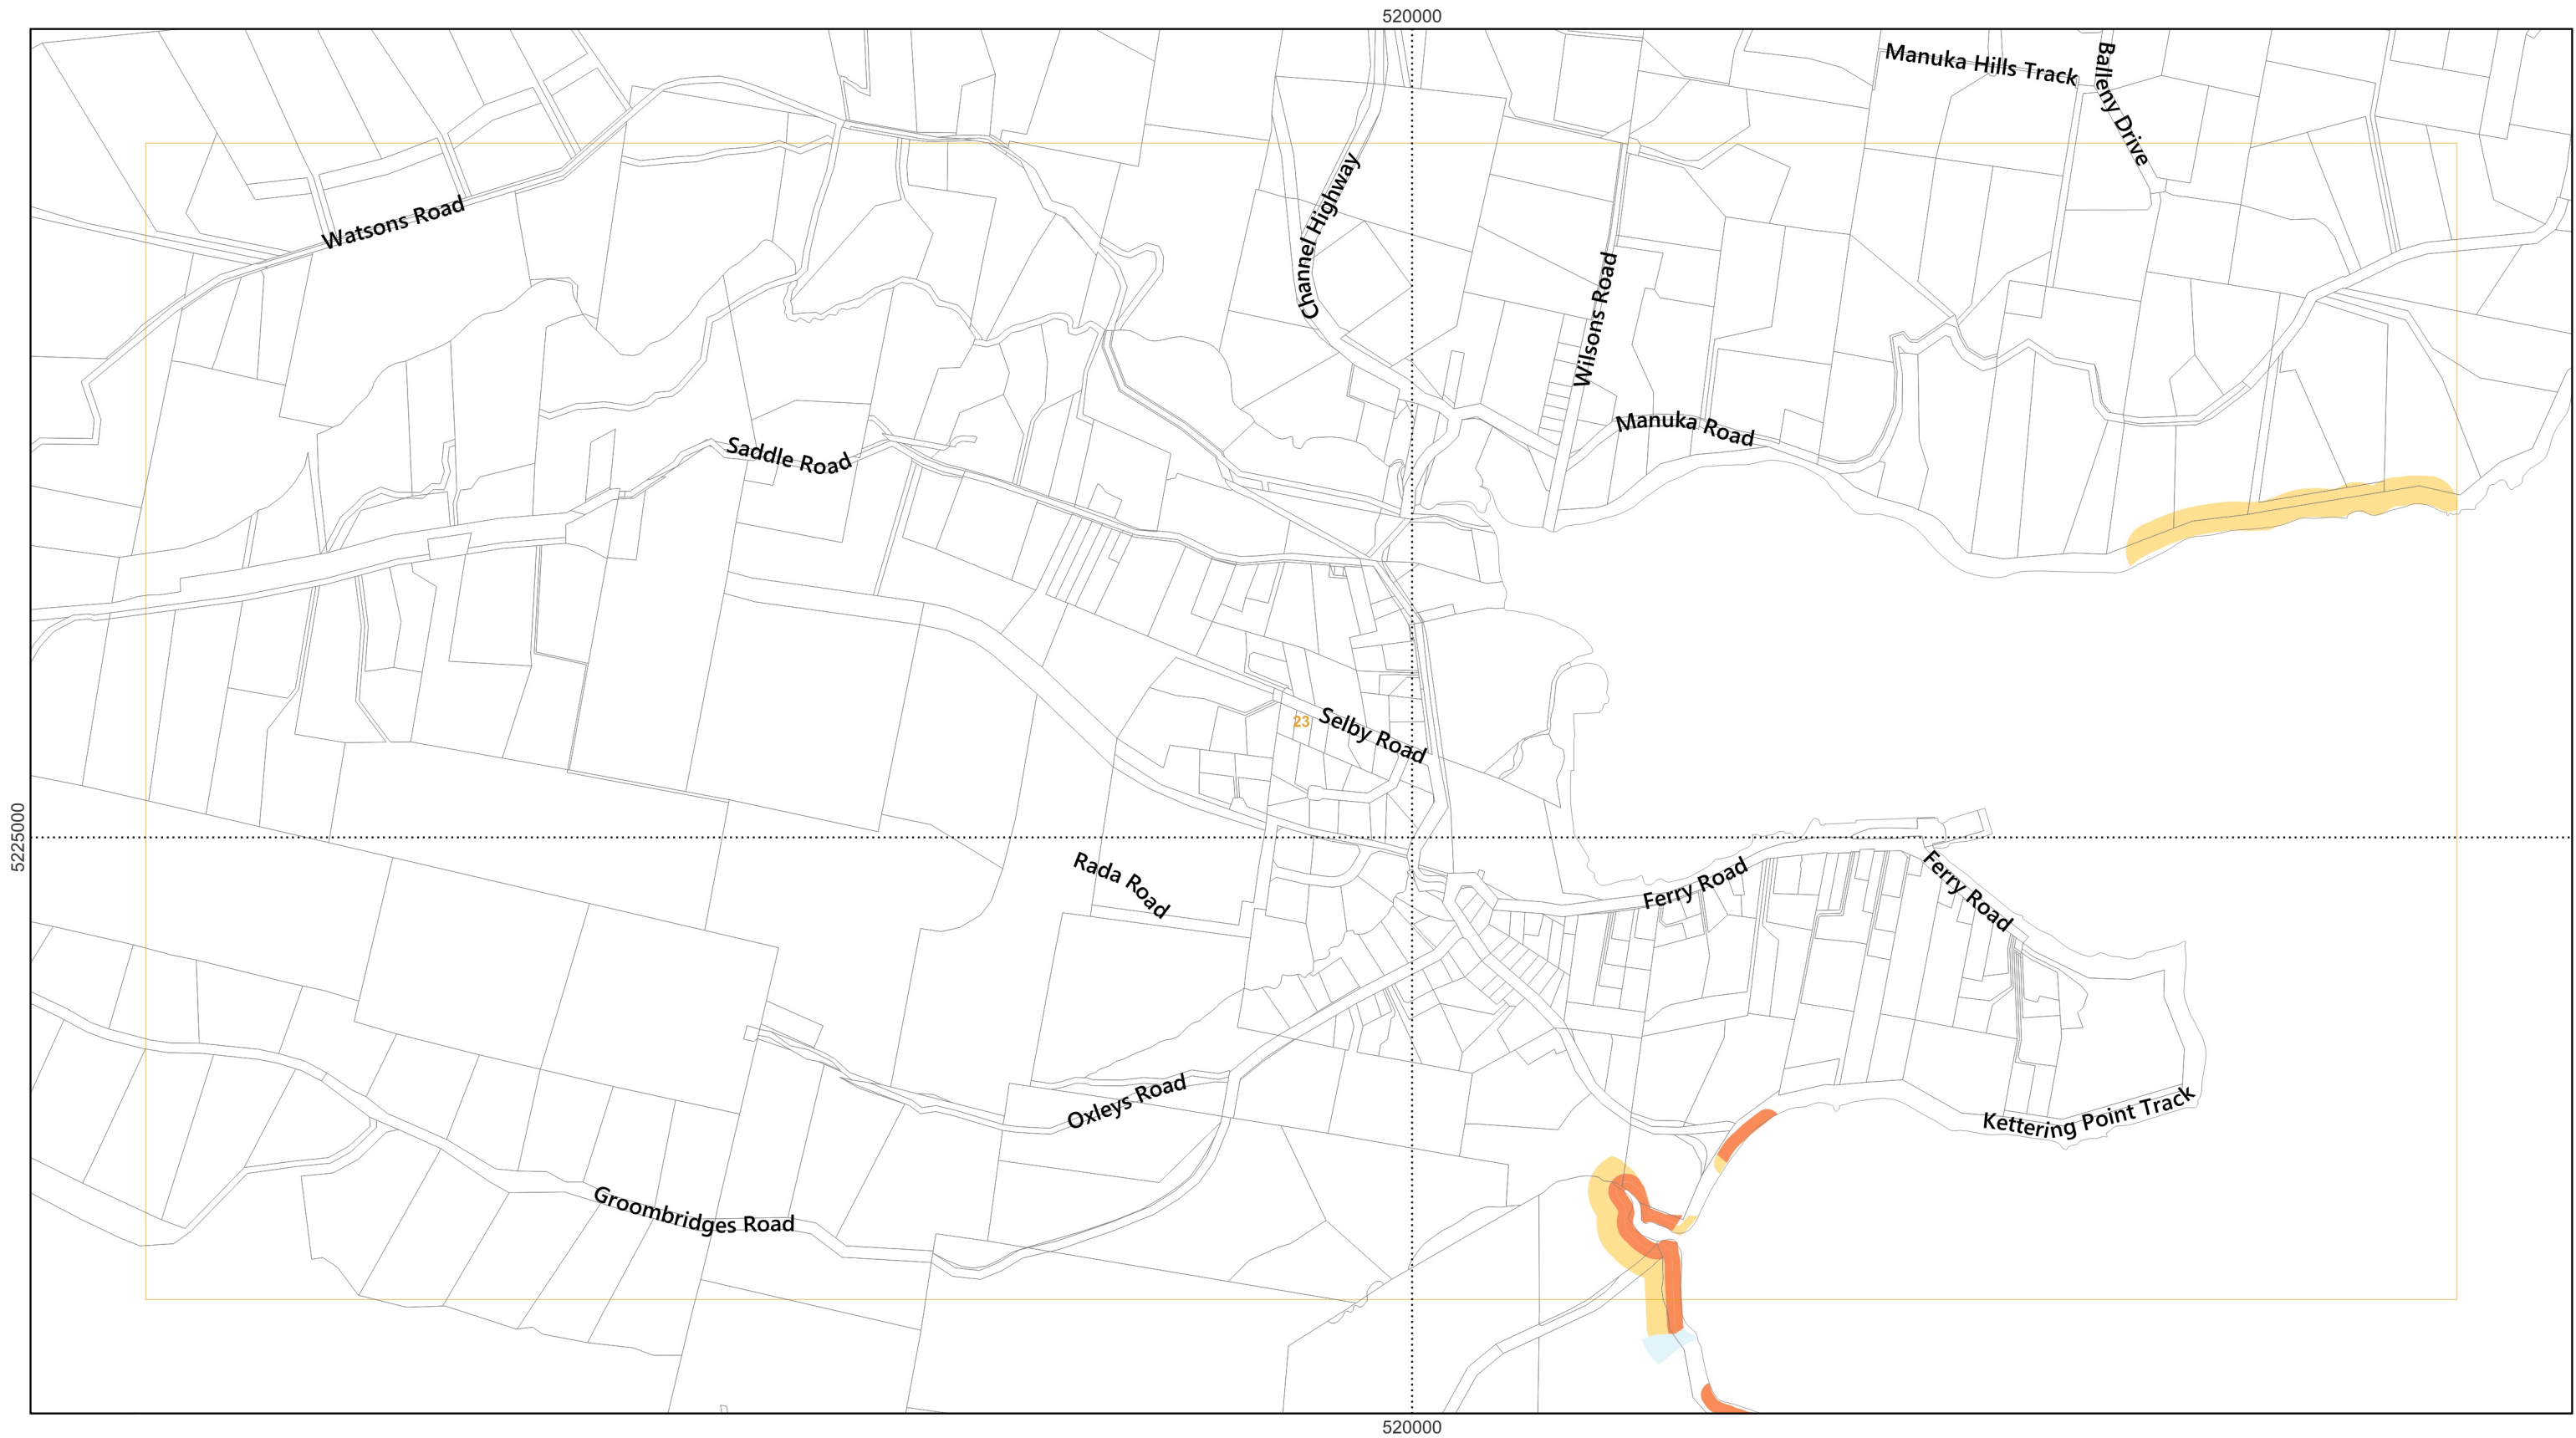 520000
Manuka Hills Track
Balleny Drive
Channel Highway
Watsons Road
Wilsons Road
Manuka Road
Saddle Road
23
Selby Road
5225000
Rada Road
Ferry Road
Ferry Road
Oxleys Road
Kettering Point Track
Groombridges Road
520000